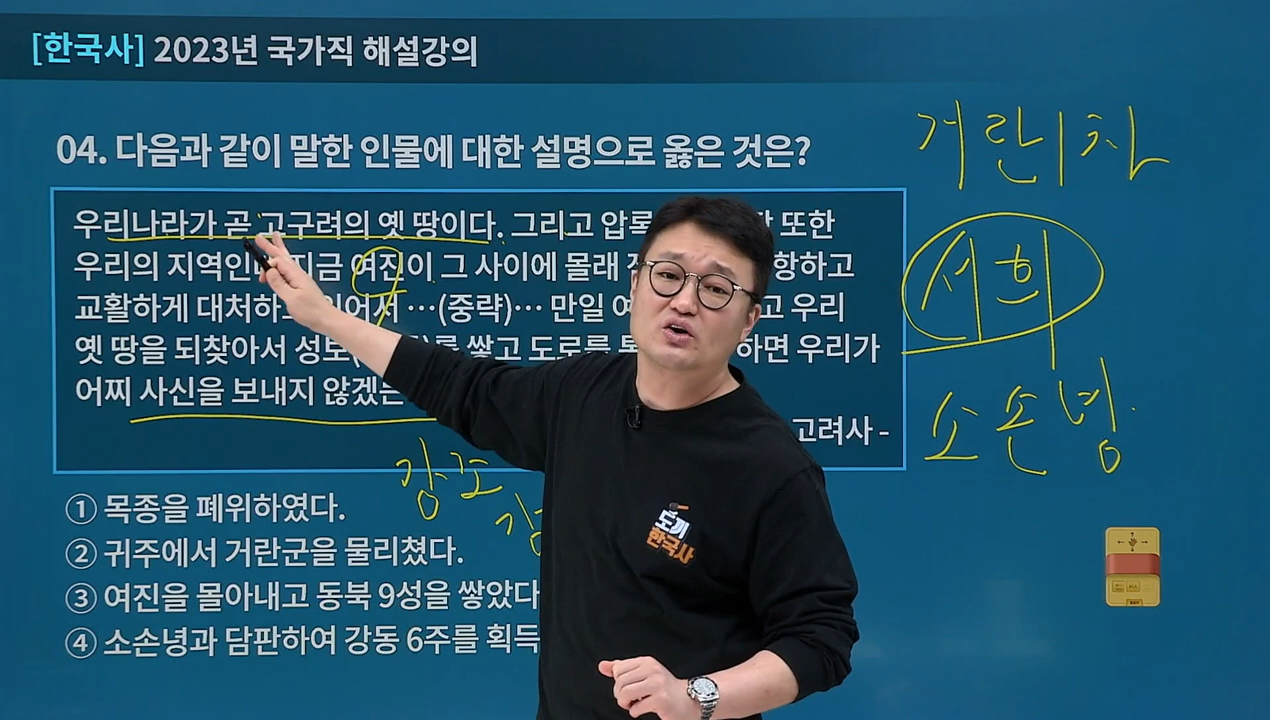 [한국사] 2023년 국가직 해설강의
04. 다음과 같이 말한 인물에 대한 설명으로 옳은 것은?
우리나라가 곧 고구려의 옛 땅이다. 그리고 압록 또한
우리의 지역인 지금 여진이 그 사이에 몰래 항하고
교활하게 대처하 있어서 …(중략)… 만일 여 고 우리
옛 땅을 되찾아서 성보( )를 쌓고 도로를 통 하면 우리가
어찌 사신을 보내지 않겠는
고려사 -
① 목종을 폐위하였다.
② 귀주에서 거란군을 물리쳤다.
③ 여진을 몰아내고 동북 9성을 쌓았다
④ 소손녕과 담판하여 강동 6주를 획득
거란 1차
서희
소손녕
강조
강
도끼
한국사